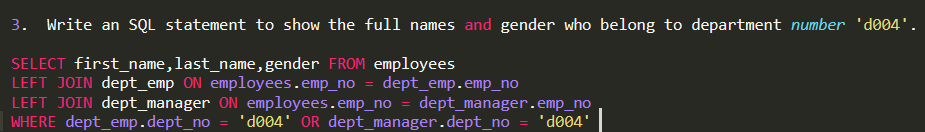 3.  Write an SQL statement to show the full names and gender who belong to department number 'd004'.
SELECT first_name,last_name,gender FROM employees
LEFT JOIN dept_emp ON employees.emp_no = dept_emp.emp_no
LEFT JOIN dept_manager ON employees.emp_no = dept_manager.emp_no
WHERE dept_emp.dept_no = 'd004' OR dept_manager.dept_no = 'd004'